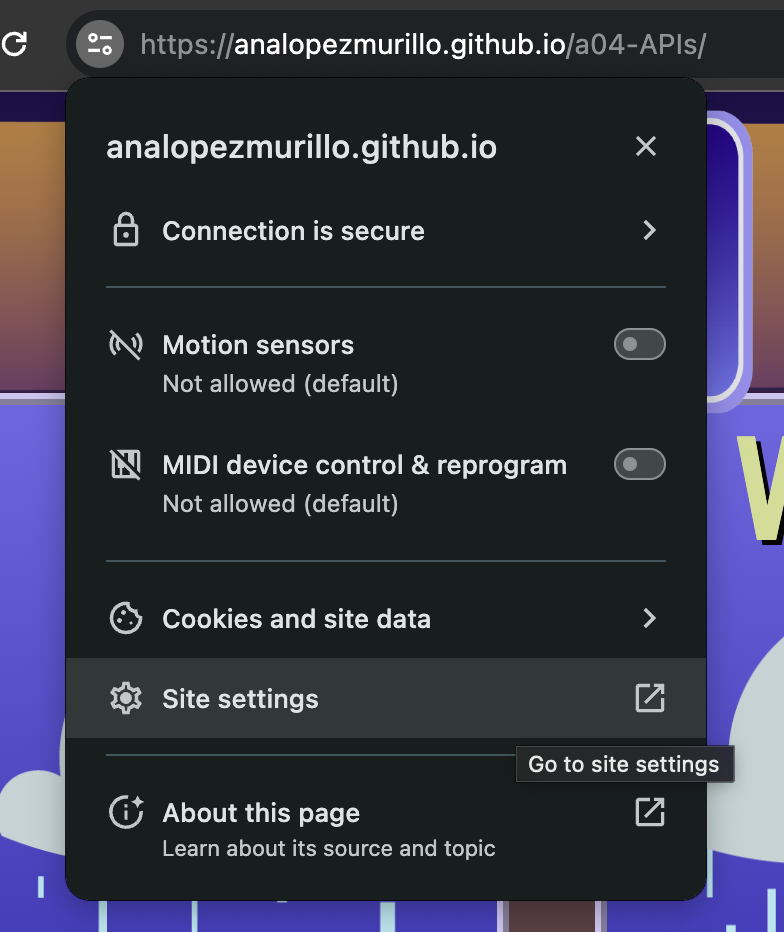 https://analopezmurillo.github.io/a04-APIs/
analopezmurillo.github.io
Connection is secure
Motion sensors
Not allowed (default)
MIDI device control & reprogram
Not allowed (default)
Cookies and site data
Site settings
Go to site settings
About this page
Learn about its source and topic